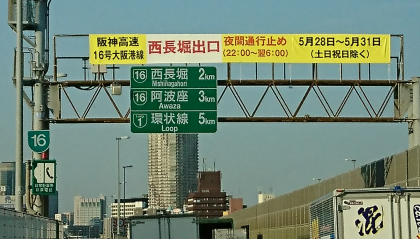 阪神高速
16号大阪港線
西長堀出口
夜間通行止め
(22:00~翌6:00)
5月28日~5月31日
(土日祝日除く)
16 西長堀 2km
Nishinagahori
16 阿波座 3km
Awaza
1 環状線 5km
Loop
16
混